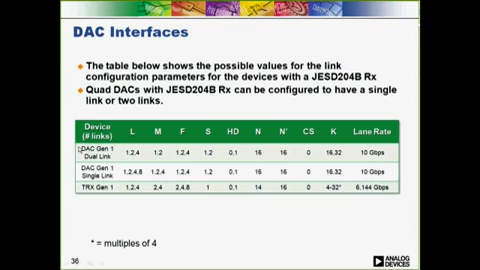 DAC Interfaces
The table below shows the possible values for the link
configuration parameters for the devices with a JESD204B Rx
Quad DACs with JESD204B Rx can be configured to have a single
link or two links.
Device (# links) L M F S HD N N' CS K Lane Rate
DAC Gen 1 Dual Link 1,2,4 1,2 1,2,4 1,2 0,1 16 16 0 16,32 10 Gbps
DAC Gen 1 Single Link 1,2,4,8 1,2,4 1,2,4 1,2 0,1 16 16 0 16,32 10 Gbps
TRX Gen 1 1,2,4 2,4 2,4,8 1 0,1 14 16 0 4-32* 6.144 Gbps
* = multiples of 4
36
ANALOG
DEVICES